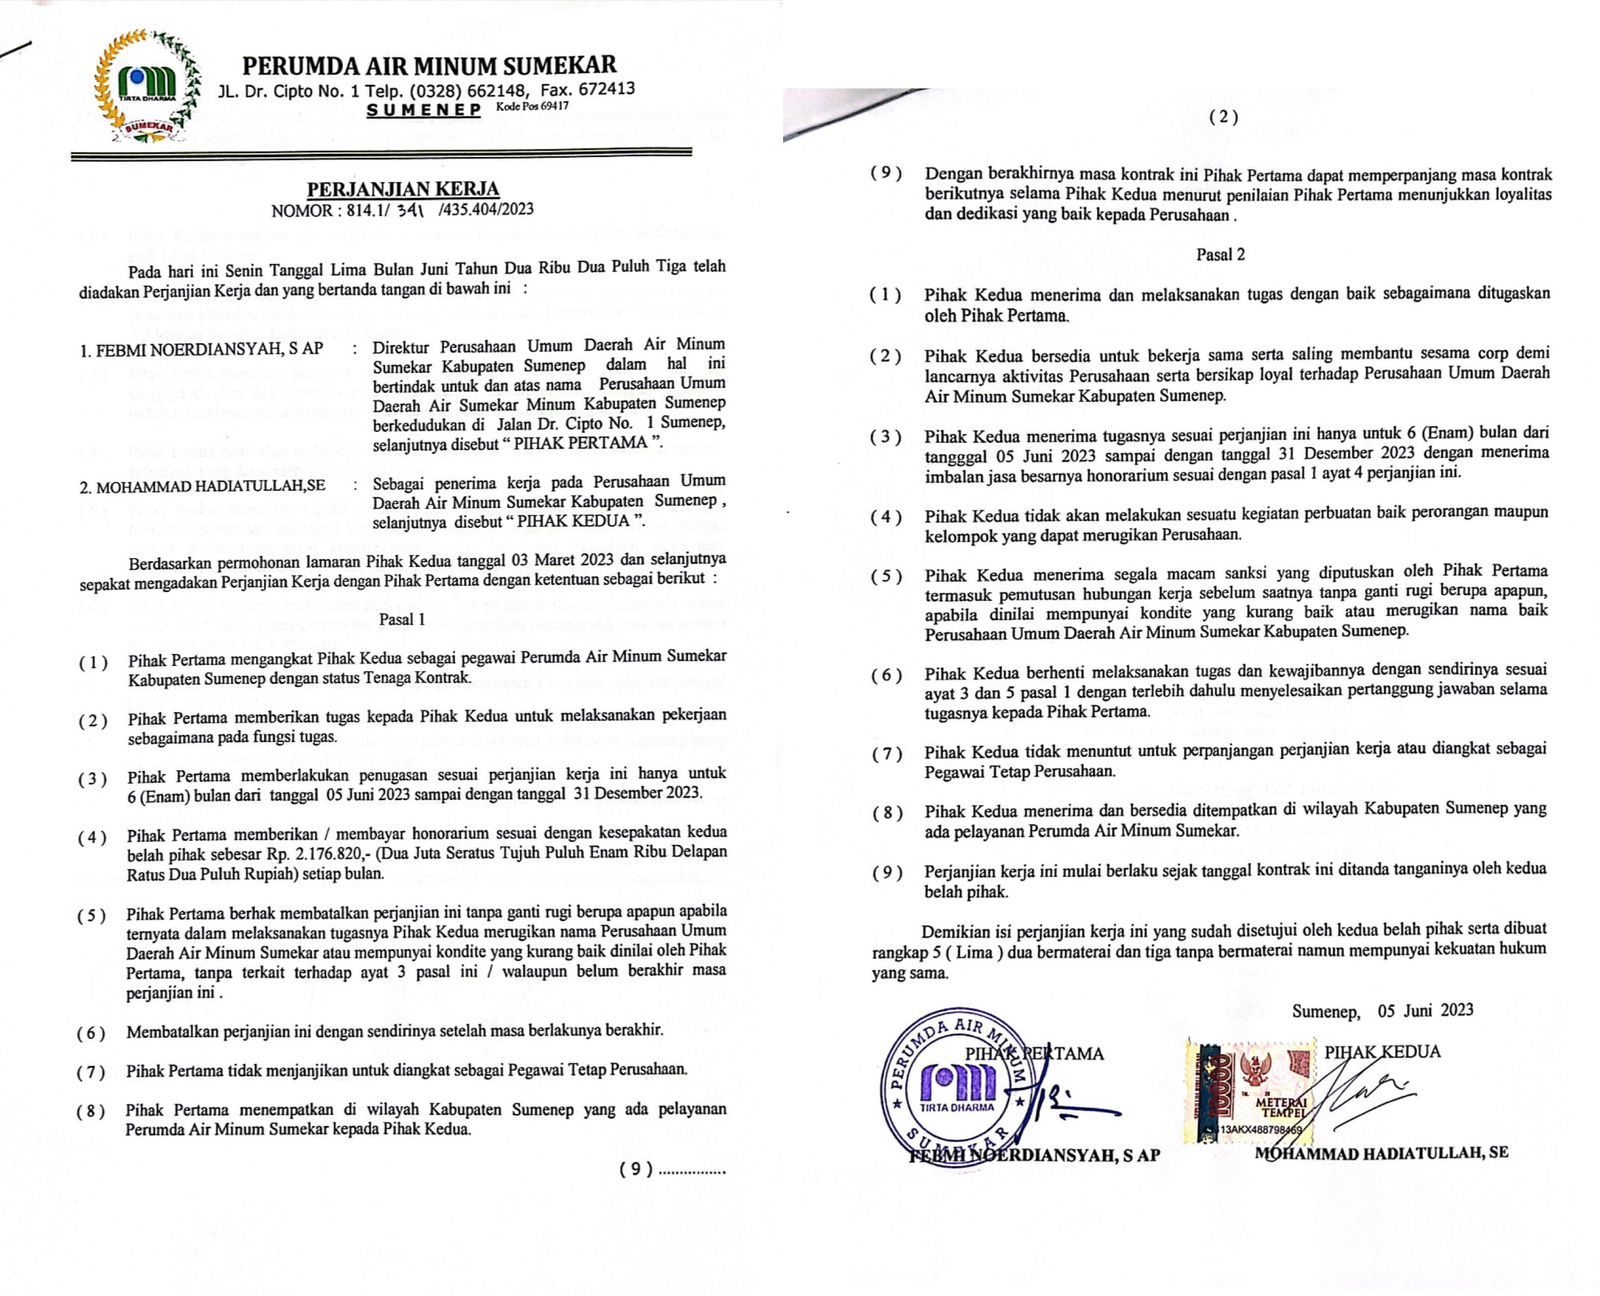 TIRTA DHARMA
SUMEKAR
PERUMDA AIR MINUM SUMEKAR
JL. Dr. Cipto No. 1 Telp. (0328) 662148, Fax. 672413
SUMENEP Kode Pos 69417
PERJANJIAN KERJA
NOMOR : 814.1/ 341 /435.404/2023
Pada hari ini Senin Tanggal Lima Bulan Juni Tahun Dua Ribu Dua Puluh Tiga telah
diadakan Perjanjian Kerja dan yang bertanda tangan di bawah ini :
1. FEBMI NOERDIANSYAH, S AP : Direktur Perusahaan Umum Daerah Air Minum
Sumekar Kabupaten Sumenep dalam hal ini
bertindak untuk dan atas nama Perusahaan Umum
Daerah Air Sumekar Minum Kabupaten Sumenep
berkedudukan di Jalan Dr. Cipto No. 1 Sumenep,
selanjutnya disebut “ PIHAK PERTAMA ”.
2. MOHAMMAD HADIATULLAH,SE : Sebagai penerima kerja pada Perusahaan Umum
Daerah Air Minum Sumekar Kabupaten Sumenep ,
selanjutnya disebut “ PIHAK KEDUA ”.
Berdasarkan permohonan lamaran Pihak Kedua tanggal 03 Maret 2023 dan selanjutnya
sepakat mengadakan Perjanjian Kerja dengan Pihak Pertama dengan ketentuan sebagai berikut :
Pasal 1
( 1 ) Pihak Pertama mengangkat Pihak Kedua sebagai pegawai Perumda Air Minum Sumekar
Kabupaten Sumenep dengan status Tenaga Kontrak.
( 2 ) Pihak Pertama memberikan tugas kepada Pihak Kedua untuk melaksanakan pekerjaan
sebagaimana pada fungsi tugas.
( 3 ) Pihak Pertama memberlakukan penugasan sesuai perjanjian kerja ini hanya untuk
6 (Enam) bulan dari tanggal 05 Juni 2023 sampai dengan tanggal 31 Desember 2023.
( 4 ) Pihak Pertama memberikan / membayar honorarium sesuai dengan kesepakatan kedua
belah pihak sebesar Rp. 2.176.820,- (Dua Juta Seratus Tujuh Puluh Enam Ribu Delapan
Ratus Dua Puluh Rupiah) setiap bulan.
( 5 ) Pihak Pertama berhak membatalkan perjanjian ini tanpa ganti rugi berupa apapun apabila
ternyata dalam melaksanakan tugasnya Pihak Kedua merugikan nama Perusahaan Umum
Daerah Air Minum Sumekar atau mempunyai kondite yang kurang baik dinilai oleh Pihak
Pertama, tanpa terkait terhadap ayat 3 pasal ini / walaupun belum berakhir masa
perjanjian ini .
( 6 ) Membatalkan perjanjian ini dengan sendirinya setelah masa berlakunya berakhir.
( 7 ) Pihak Pertama tidak menjanjikan untuk diangkat sebagai Pegawai Tetap Perusahaan.
( 8 ) Pihak Pertama menempatkan di wilayah Kabupaten Sumenep yang ada pelayanan
Perumda Air Minum Sumekar kepada Pihak Kedua.
( 9 ) ................
( 2 )
( 9 ) Dengan berakhirnya masa kontrak ini Pihak Pertama dapat memperpanjang masa kontrak
berikutnya selama Pihak Kedua menurut penilaian Pihak Pertama menunjukkan loyalitas
dan dedikasi yang baik kepada Perusahaan .
Pasal 2
( 1 ) Pihak Kedua menerima dan melaksanakan tugas dengan baik sebagaimana ditugaskan
oleh Pihak Pertama.
( 2 ) Pihak Kedua bersedia untuk bekerja sama serta saling membantu sesama corp demi
lancarnya aktivitas Perusahaan serta bersikap loyal terhadap Perusahaan Umum Daerah
Air Minum Sumekar Kabupaten Sumenep.
( 3 ) Pihak Kedua menerima tugasnya sesuai perjanjian ini hanya untuk 6 (Enam) bulan dari
tangggal 05 Juni 2023 sampai dengan tanggal 31 Desember 2023 dengan menerima
imbalan jasa besarnya honorarium sesuai dengan pasal 1 ayat 4 perjanjian ini.
( 4 ) Pihak Kedua tidak akan melakukan sesuatu kegiatan perbuatan baik perorangan maupun
kelompok yang dapat merugikan Perusahaan.
( 5 ) Pihak Kedua menerima segala macam sanksi yang diputuskan oleh Pihak Pertama
termasuk pemutusan hubungan kerja sebelum saatnya tanpa ganti rugi berupa apapun,
apabila dinilai mempunyai kondite yang kurang baik atau merugikan nama baik
Perusahaan Umum Daerah Air Minum Sumekar Kabupaten Sumenep.
( 6 ) Pihak Kedua berhenti melaksanakan tugas dan kewajibannya dengan sendirinya sesuai
ayat 3 dan 5 pasal 1 dengan terlebih dahulu menyelesaikan pertanggung jawaban selama
tugasnya kepada Pihak Pertama.
( 7 ) Pihak Kedua tidak menuntut untuk perpanjangan perjanjian kerja atau diangkat sebagai
Pegawai Tetap Perusahaan.
( 8 ) Pihak Kedua menerima dan bersedia ditempatkan di wilayah Kabupaten Sumenep yang
ada pelayanan Perumda Air Minum Sumekar.
( 9 ) Perjanjian kerja ini mulai berlaku sejak tanggal kontrak ini ditanda tanganinya oleh kedua
belah pihak.
Demikian isi perjanjian kerja ini yang sudah disetujui oleh kedua belah pihak serta dibuat
rangkap 5 ( Lima ) dua bermaterai dan tiga tanpa bermaterai namun mempunyai kekuatan hukum
yang sama.
Sumenep, 05 Juni 2023
PIHAK PERTAMA
PERUMDA AIR MINUM
TIRTA DHARMA
SUMEKAR
FEBMI NOERDIANSYAH, S AP
PIHAK KEDUA
10000
METERAI
TEMPEL
13AKX488798469
MOHAMMAD HADIATULLAH, SE